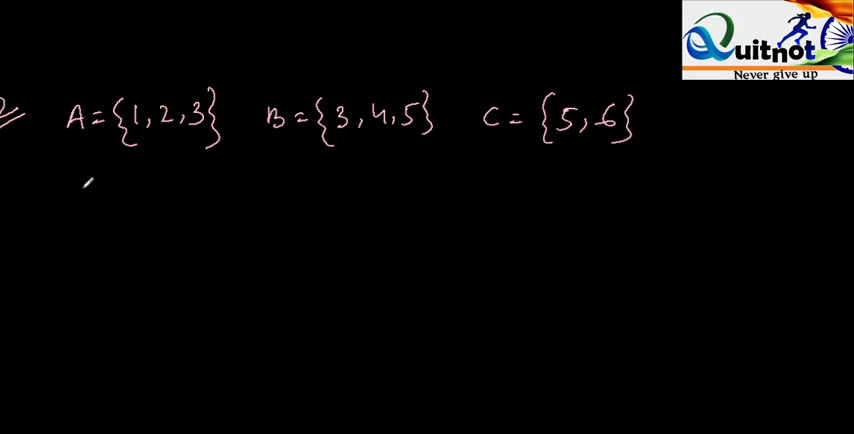 Quitnot
Never give up
A = {1, 2, 3} B = {3, 4, 5} C = {5, 6}